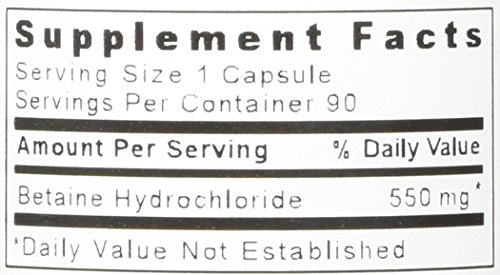 Supplement Facts
Serving Size 1 Capsule
Servings Per Container 90
Amount Per Serving % Daily Value
Betaine Hydrochloride 550 mg*
*Daily Value Not Established